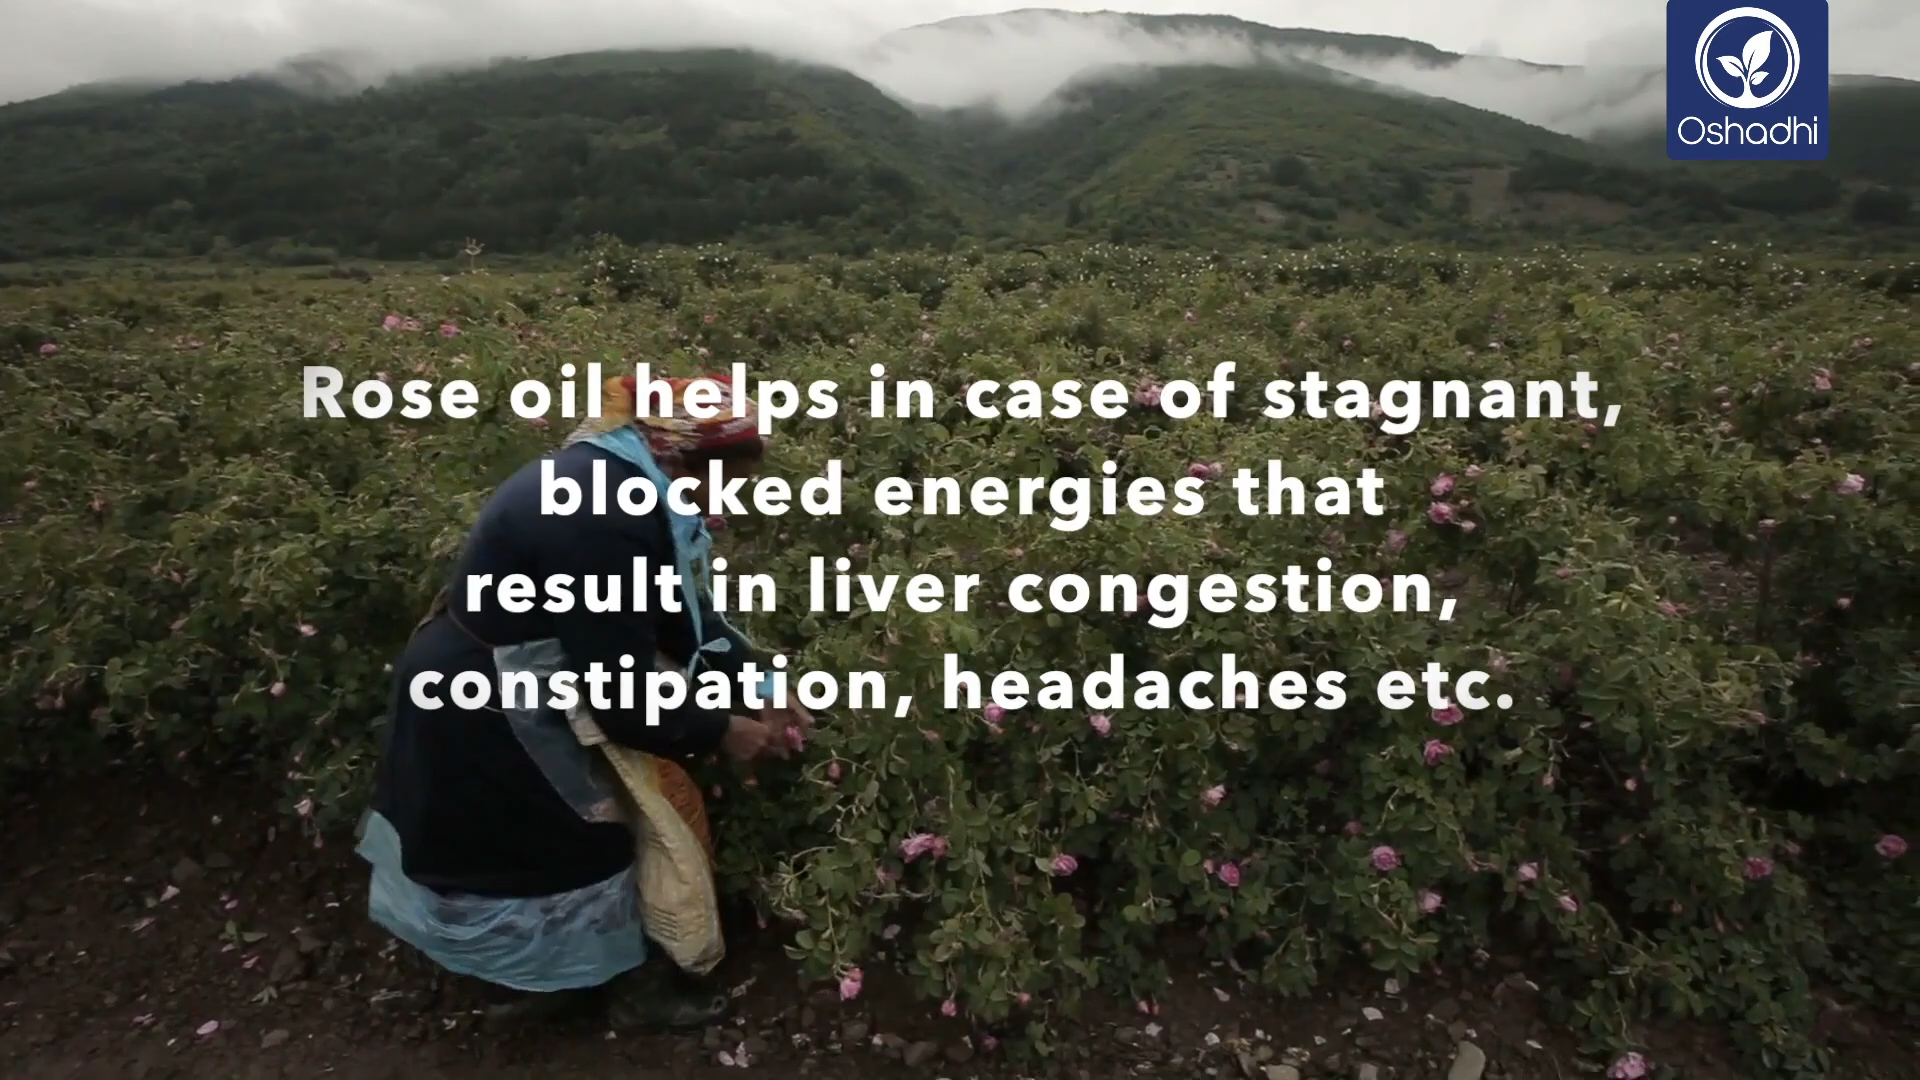 Oshadhi
Rose oil helps in case of stagnant,
blocked energies that
result in liver congestion,
constipation, headaches etc.